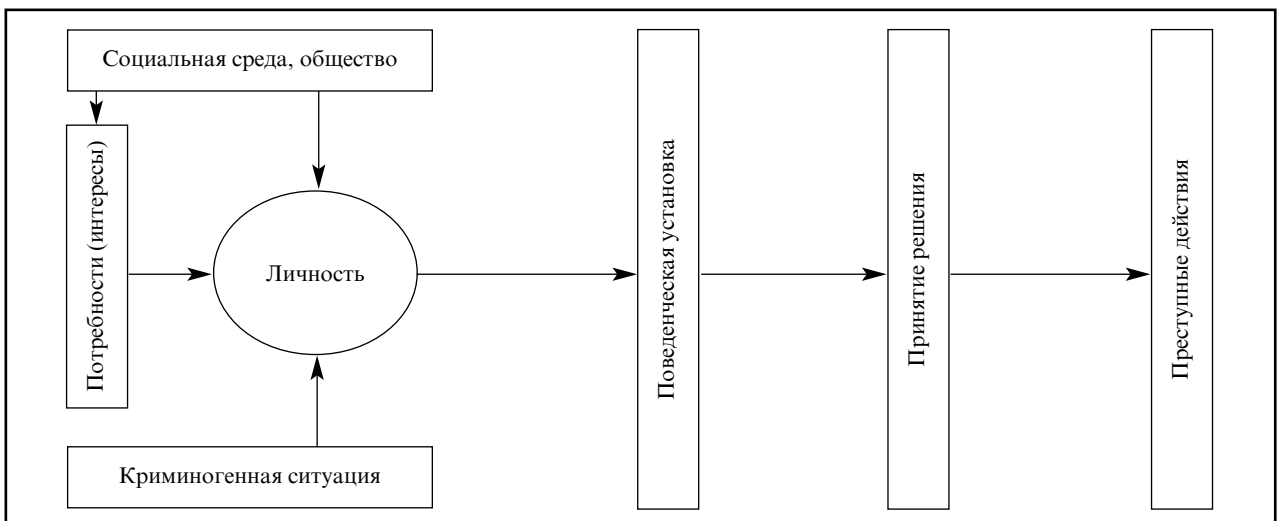 Социальная среда, общество
Потребности (интересы)
Личность
Криминогенная ситуация
Поведенческая установка
Принятие решения
Преступные действия